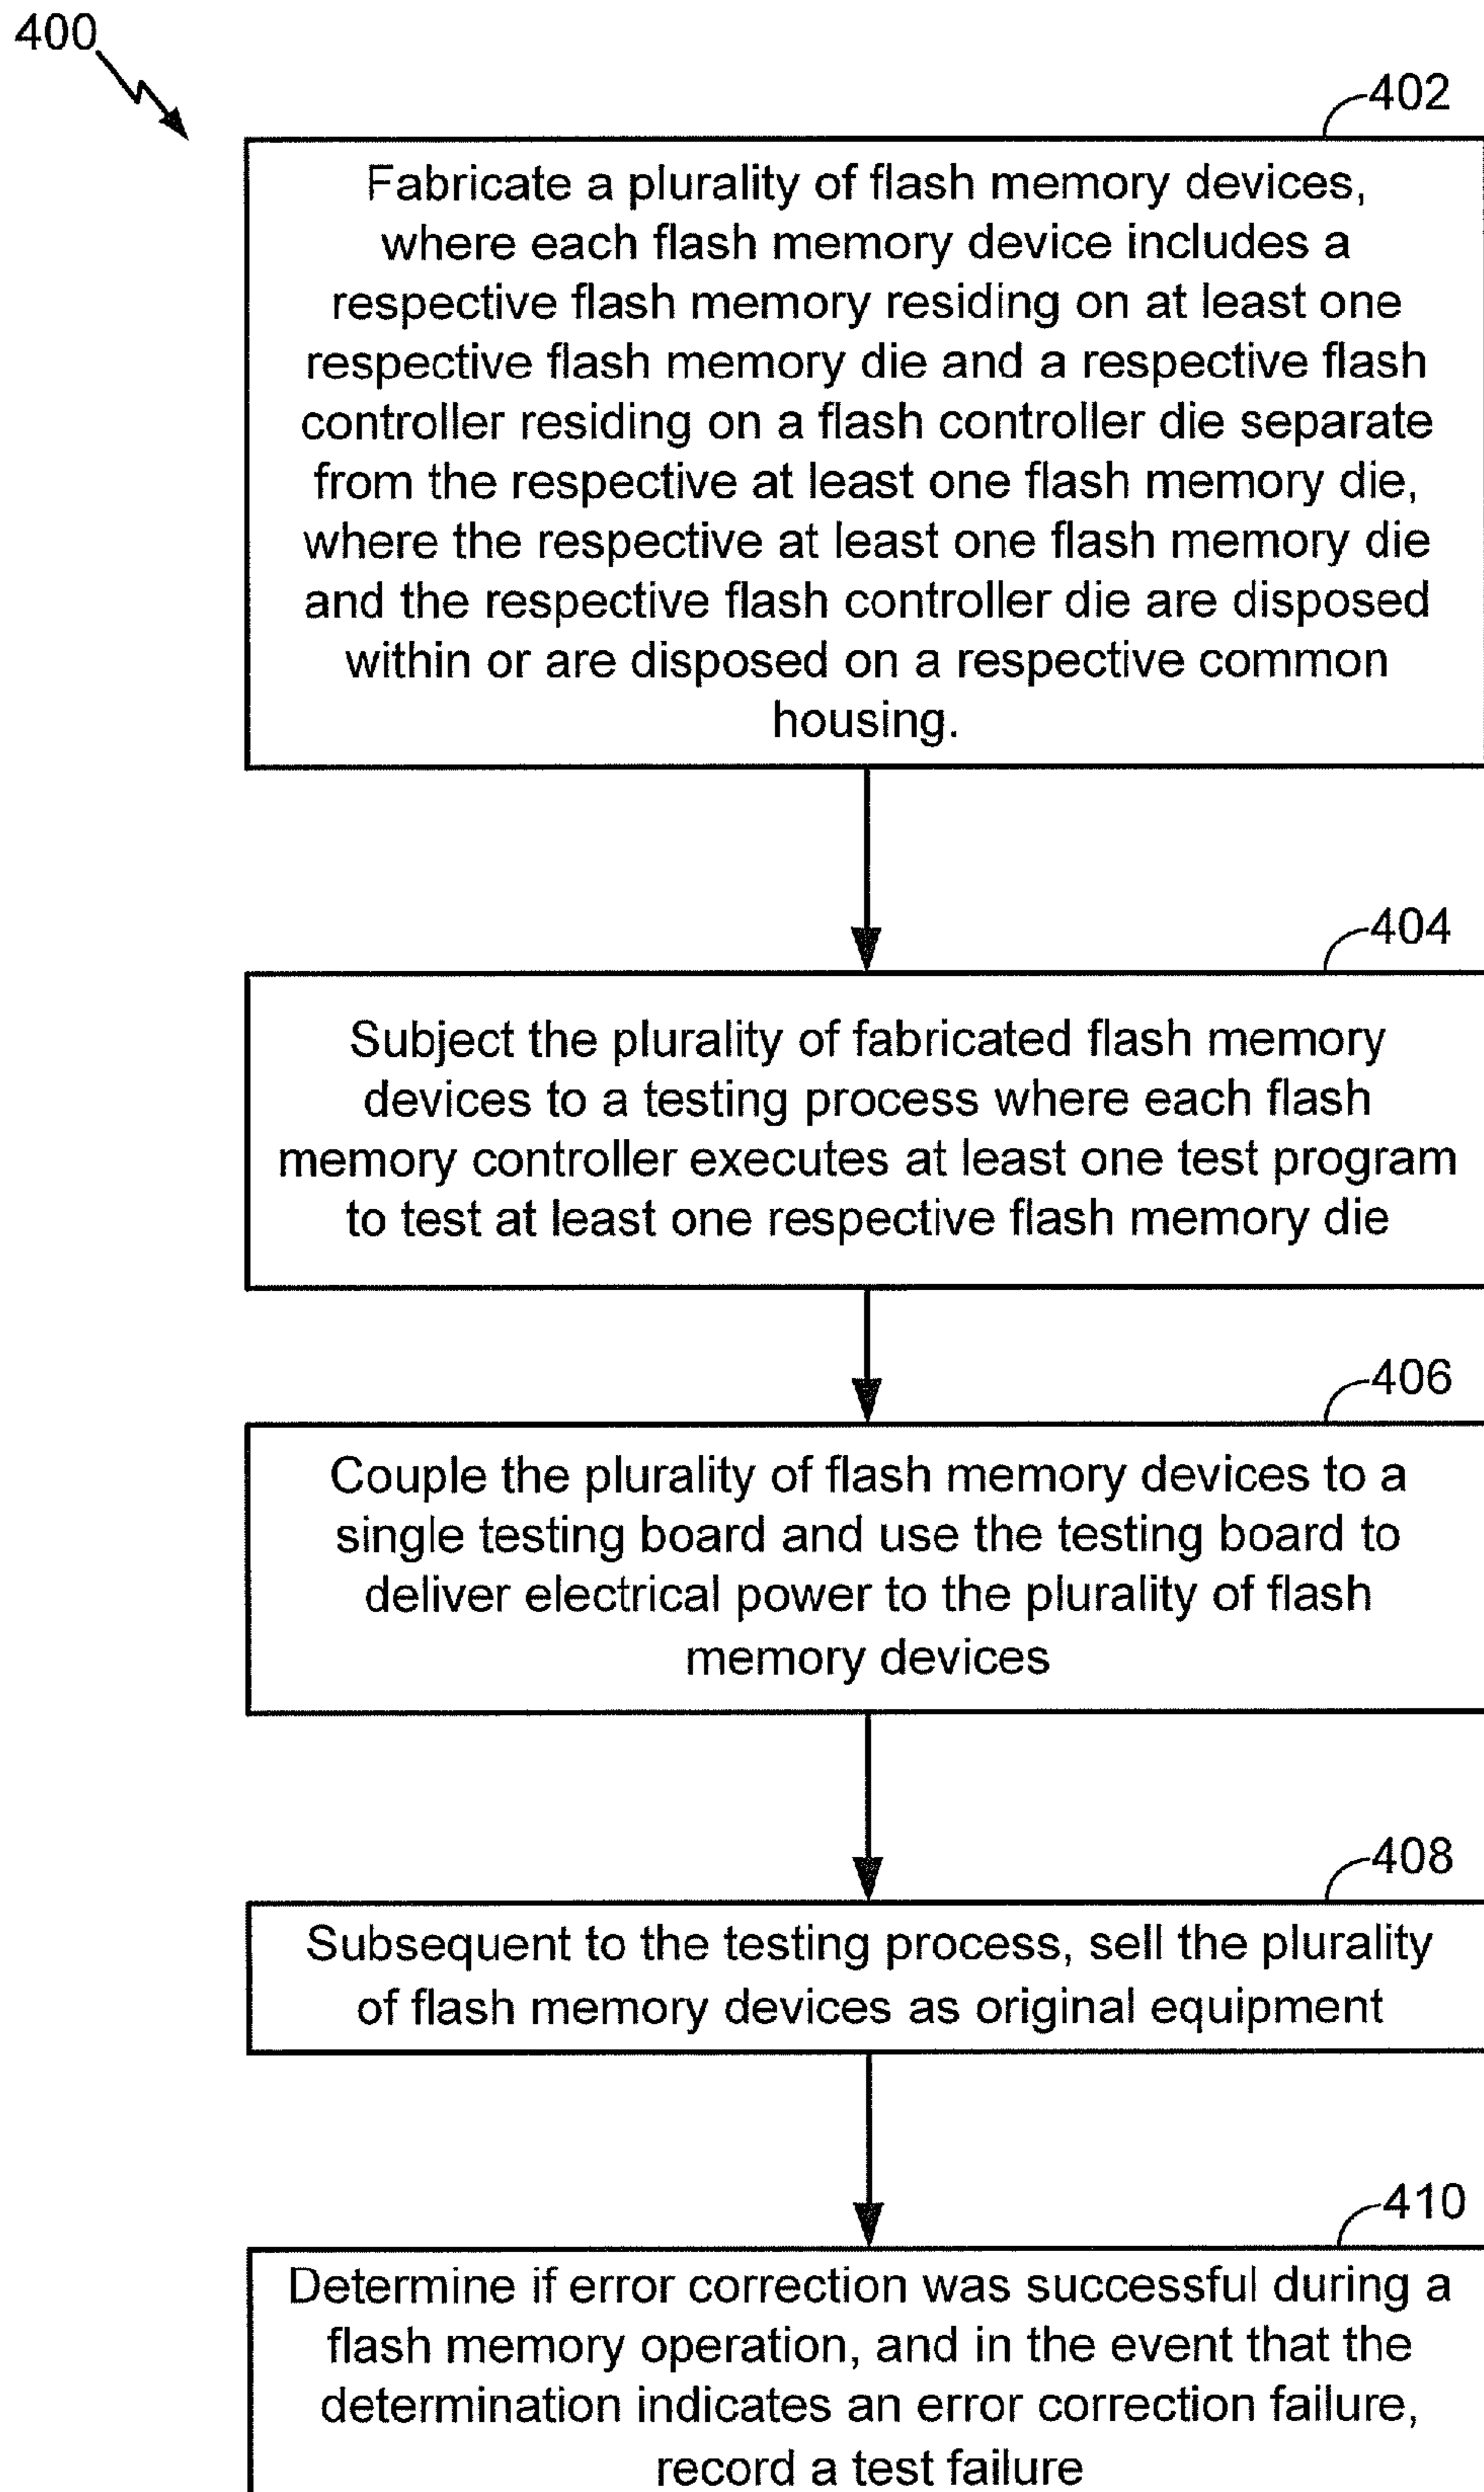 400
402
Fabricate a plurality of flash memory devices,
where each flash memory device includes a
respective flash memory residing on at least one
respective flash memory die and a respective flash
controller residing on a flash controller die separate
from the respective at least one flash memory die,
where the respective at least one flash memory die
and the respective flash controller die are disposed
within or are disposed on a respective common
housing.
404
Subject the plurality of fabricated flash memory
devices to a testing process where each flash
memory controller executes at least one test program
to test at least one respective flash memory die
406
Couple the plurality of flash memory devices to a
single testing board and use the testing board to
deliver electrical power to the plurality of flash
memory devices
408
Subsequent to the testing process, sell the plurality
of flash memory devices as original equipment
410
Determine if error correction was successful during a
flash memory operation, and in the event that the
determination indicates an error correction failure,
record a test failure